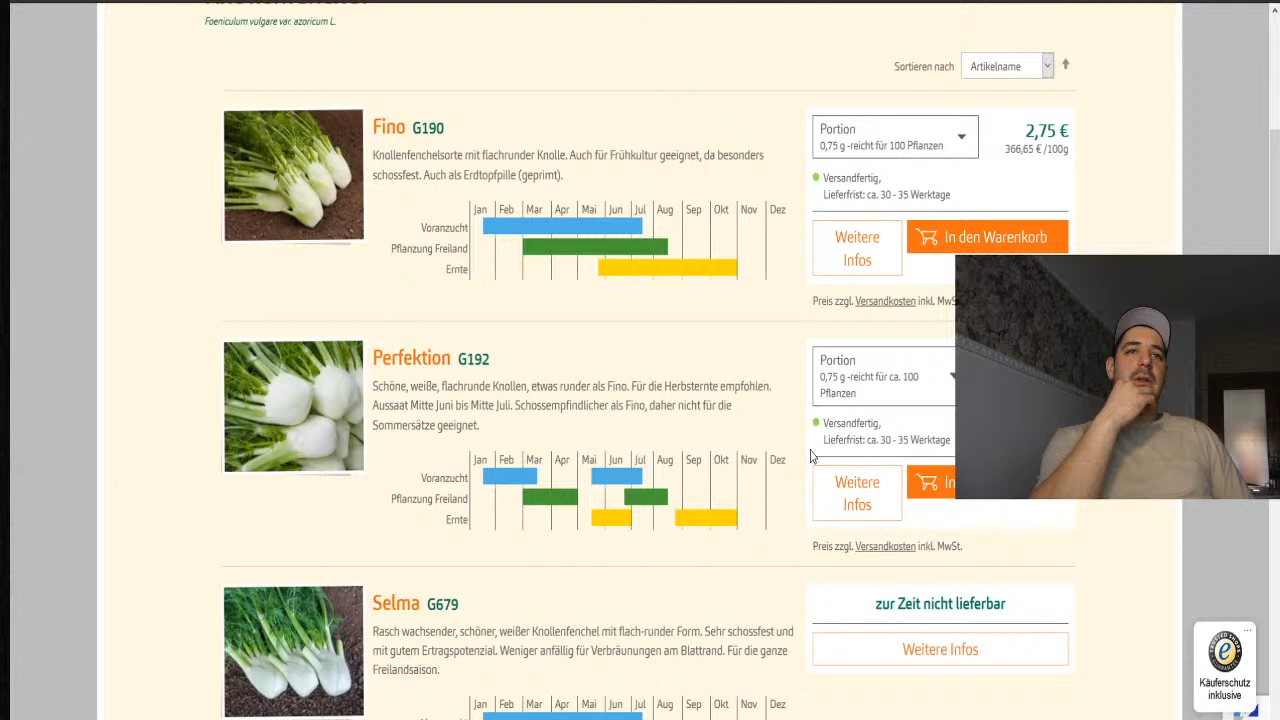 Foeniculum vulgare var. azoricum L.
Sortieren nach Artikelname
Fino G190
Knollenfenchelsorte mit flachrunder Knolle. Auch für Frühkultur geeignet, da besonders
schossfest. Auch als Erdtopfpille (geprimt).
Jan Feb Mar Apr Mai Jun Jul Aug Sep Okt Nov Dez
Voranzucht
Pflanzung Freiland
Ernte
Portion
0,75 g -reicht für 100 Pflanzen
2,75 €
366,65 € /100g
Versandfertig,
Lieferfrist: ca. 30 - 35 Werktage
Weitere
Infos
In den Warenkorb
Preis zzgl. Versandkosten inkl. MwS
Perfektion G192
Schöne, weiße, flachrunde Knollen, etwas runder als Fino. Für die Herbsternte empfohlen.
Aussaat Mitte Juni bis Mitte Juli. Schossempfindlicher als Fino, daher nicht für die
Sommersätze geeignet.
Jan Feb Mar Apr Mai Jun Jul Aug Sep Okt Nov Dez
Voranzucht
Pflanzung Freiland
Ernte
Portion
0,75 g -reicht für ca. 100
Pflanzen
Versandfertig,
Lieferfrist: ca. 30 - 35 Werktage
Weitere
Infos
In
Preis zzgl. Versandkosten inkl. MwSt.
Selma G679
Rasch wachsender, schöner, weißer Knollenfenchel mit flach-runder Form. Sehr schossfest und
mit gutem Ertragspotenzial. Weniger anfällig für Verbräunungen am Blattrand. Für die ganze
Freilandsaison.
Jan Feb Mar Apr Mai Jun Jul Aug Sep Okt Nov Dez
zur Zeit nicht lieferbar
Weitere Infos
Käuferschutz
inklusive